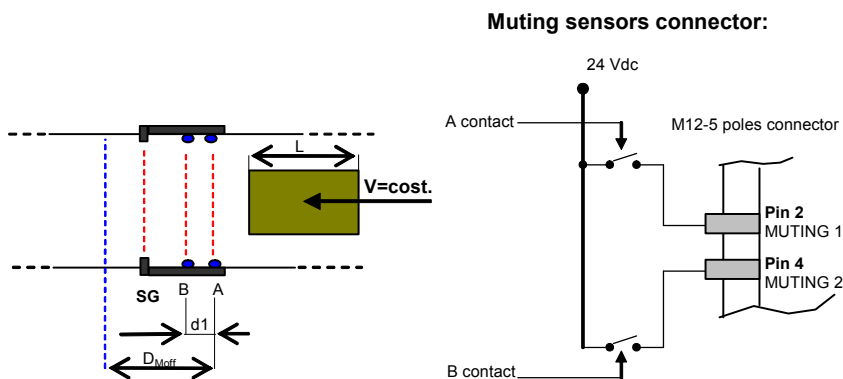 Muting sensors connector:
24 Vdc
A contact
M12-5 poles connector
L
V=cost.
Pin 2
MUTING 1
Pin 4
MUTING 2
SG
B
A
d1
DMoff
B contact